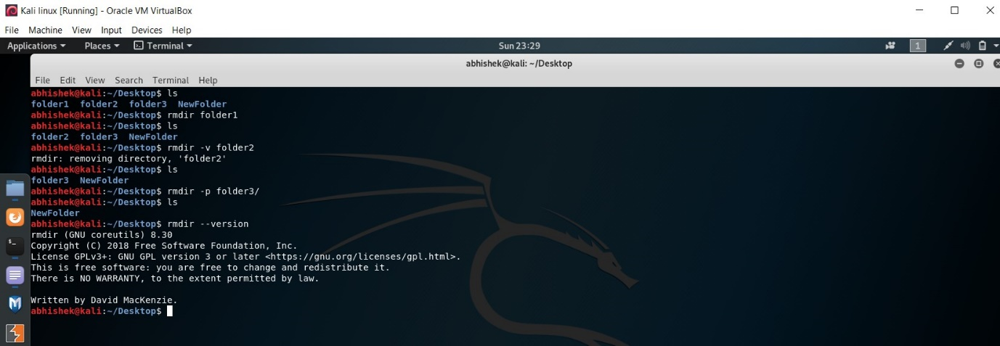 Kali linux [Running] - Oracle VM VirtualBox
File Machine View Input Devices Help
Applications Places Terminal Sun 23:29 1
abhishek@kali: ~/Desktop
File Edit View Search Terminal Help
abhishek@kali:~/Desktop$ ls
folder1 folder2 folder3 NewFolder
abhishek@kali:~/Desktop$ rmdir folder1
abhishek@kali:~/Desktop$ ls
folder2 folder3 NewFolder
abhishek@kali:~/Desktop$ rmdir -v folder2
rmdir: removing directory, 'folder2'
abhishek@kali:~/Desktop$ ls
folder3 NewFolder
abhishek@kali:~/Desktop$ rmdir -p folder3/
abhishek@kali:~/Desktop$ ls
NewFolder
abhishek@kali:~/Desktop$ rmdir --version
rmdir (GNU coreutils) 8.30
Copyright (C) 2018 Free Software Foundation, Inc.
License GPLv3+: GNU GPL version 3 or later <https://gnu.org/licenses/gpl.html>.
This is free software: you are free to change and redistribute it.
There is NO WARRANTY, to the extent permitted by law.
Written by David MacKenzie.
abhishek@kali:~/Desktop$